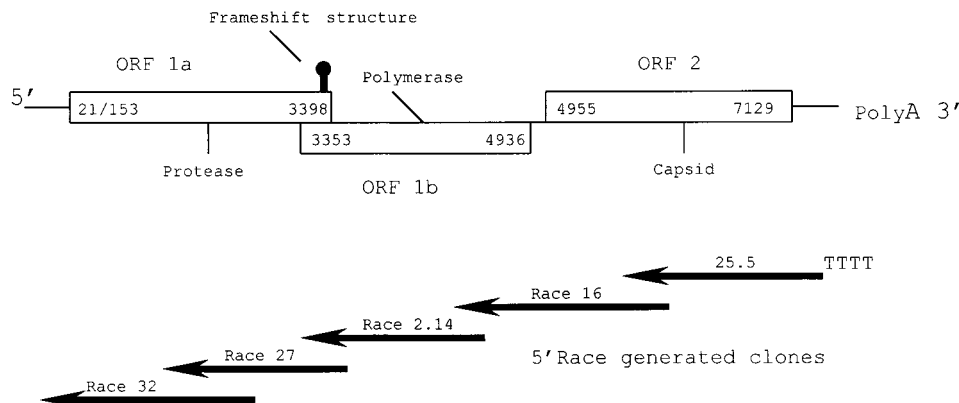 Frameshift structure
ORF 1a
ORF 2
Polymerase
5'
21/153
3398
4955
7129
PolyA 3'
3353
4936
Protease
Capsid
ORF 1b
25.5
TTTT
Race 16
Race 2.14
5'Race generated clones
Race 27
Race 32